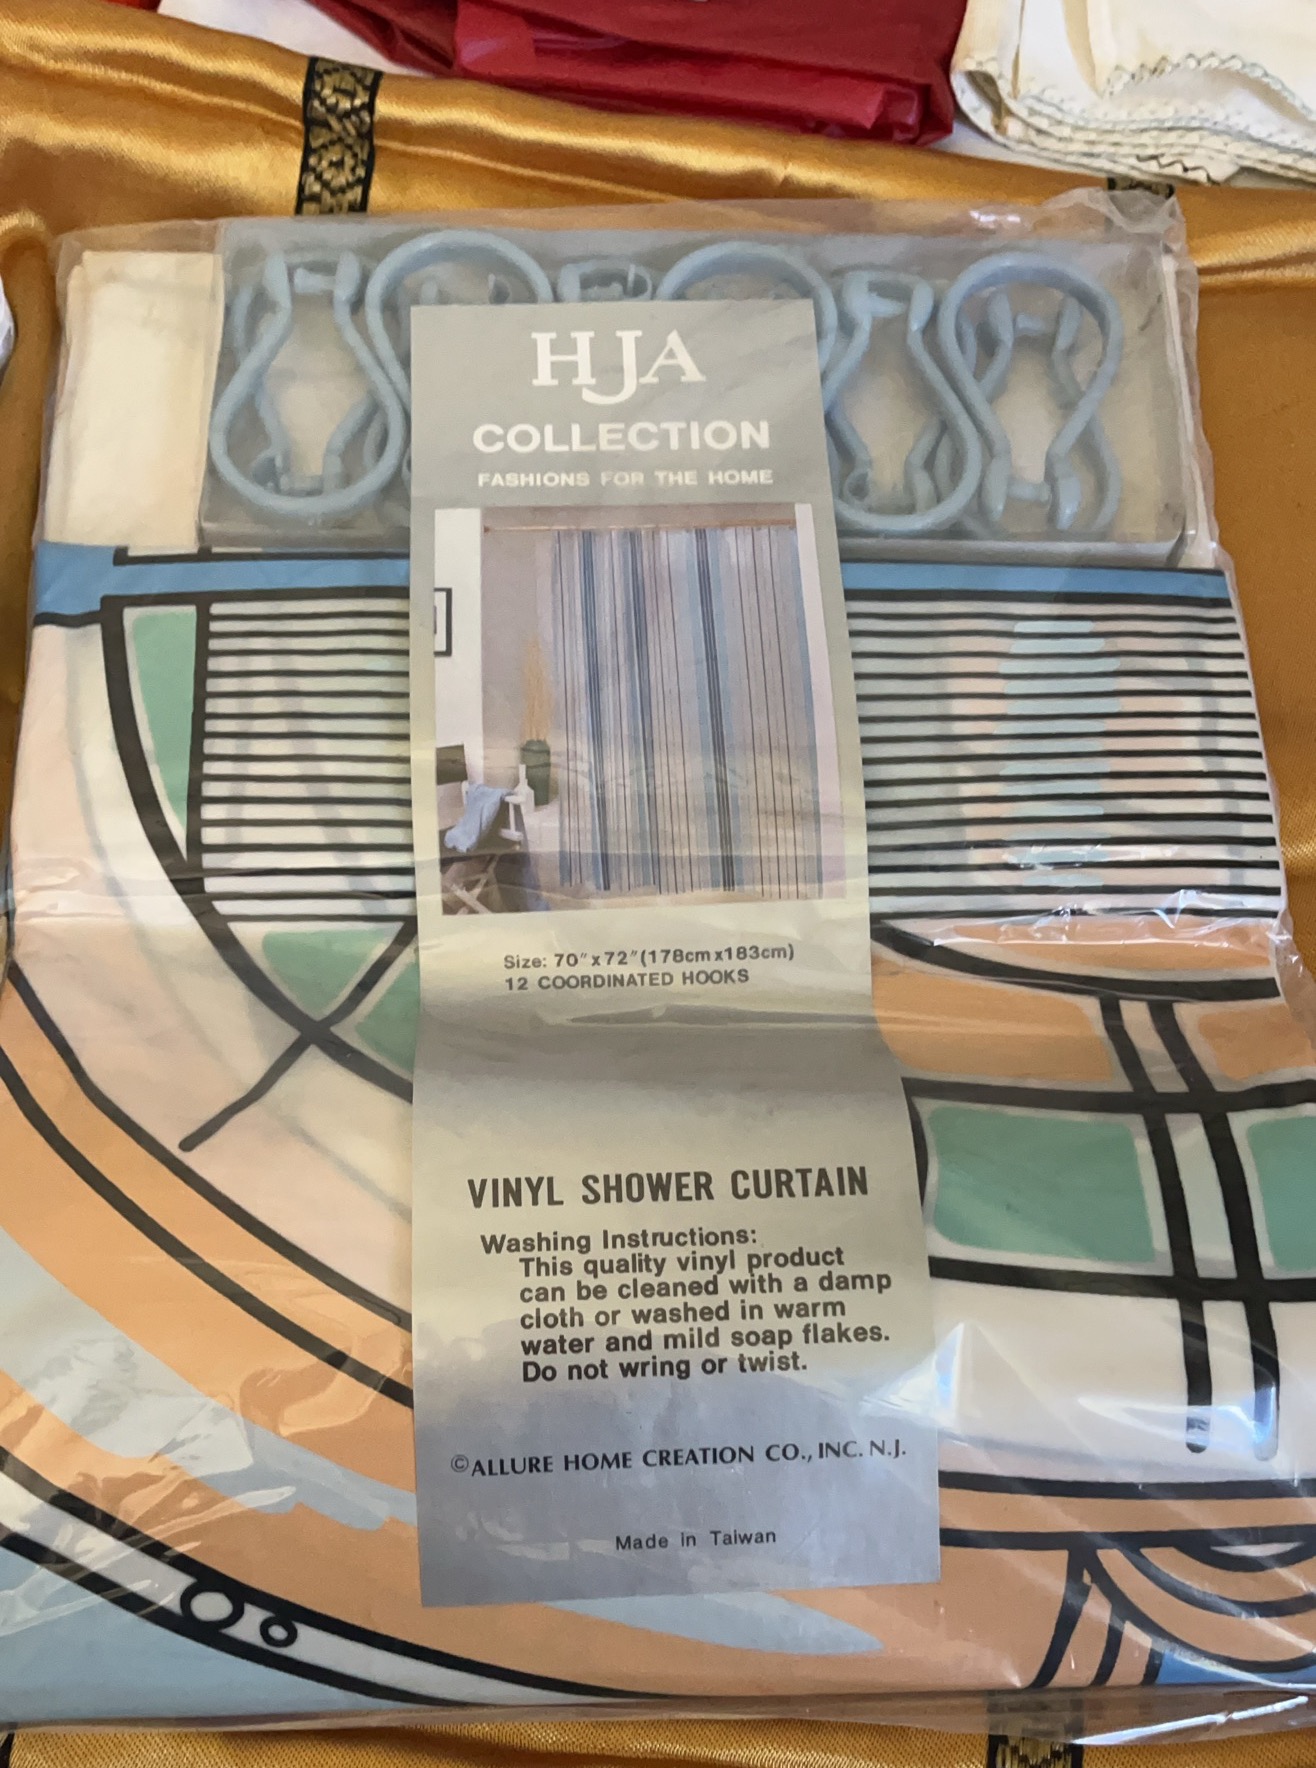 HJA
COLLECTION
FASHIONS FOR THE HOME
Size: 70"x72"(178cmx183cm)
12 COORDINATED HOOKS
VINYL SHOWER CURTAIN
Washing Instructions:
This quality vinyl product
can be cleaned with a damp
cloth or washed in warm
water and mild soap flakes.
Do not wring or twist.
©ALLURE HOME CREATION CO., INC. N.J.
Made in Taiwan